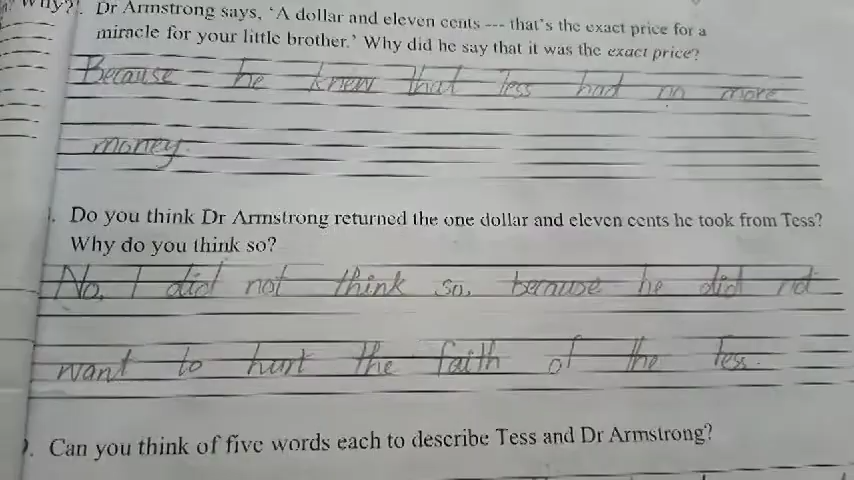 Why?'.
Dr Armstrong says, 'A dollar and eleven cents --- that's the exact price for a
miracle for your little brother.' Why did he say that it was the exact price?
Because he knew that Tess had no more
money.
Do you think Dr Armstrong returned the one dollar and eleven cents he took from Tess?
Why do you think so?
No, I did not think so, because he did not
want to hurt the faith of the Tess.
Can you think of five words each to describe Tess and Dr Armstrong?